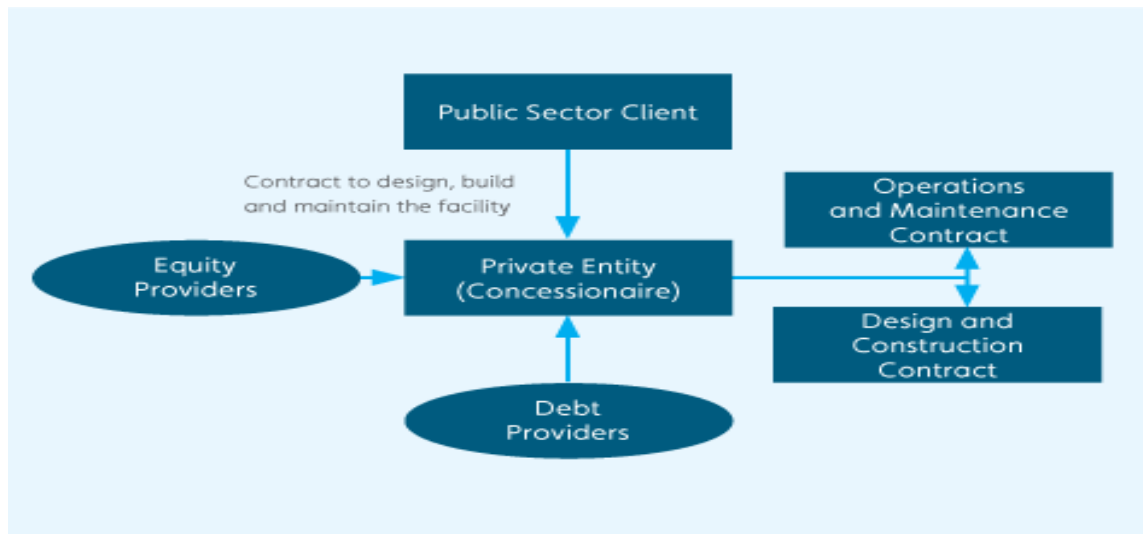 Public Sector Client
Contract to design, build
and maintain the facility
Operations
and Maintenance
Contract
Equity
Providers
Private Entity
(Concessionaire)
Design and
Construction
Contract
Debt
Providers